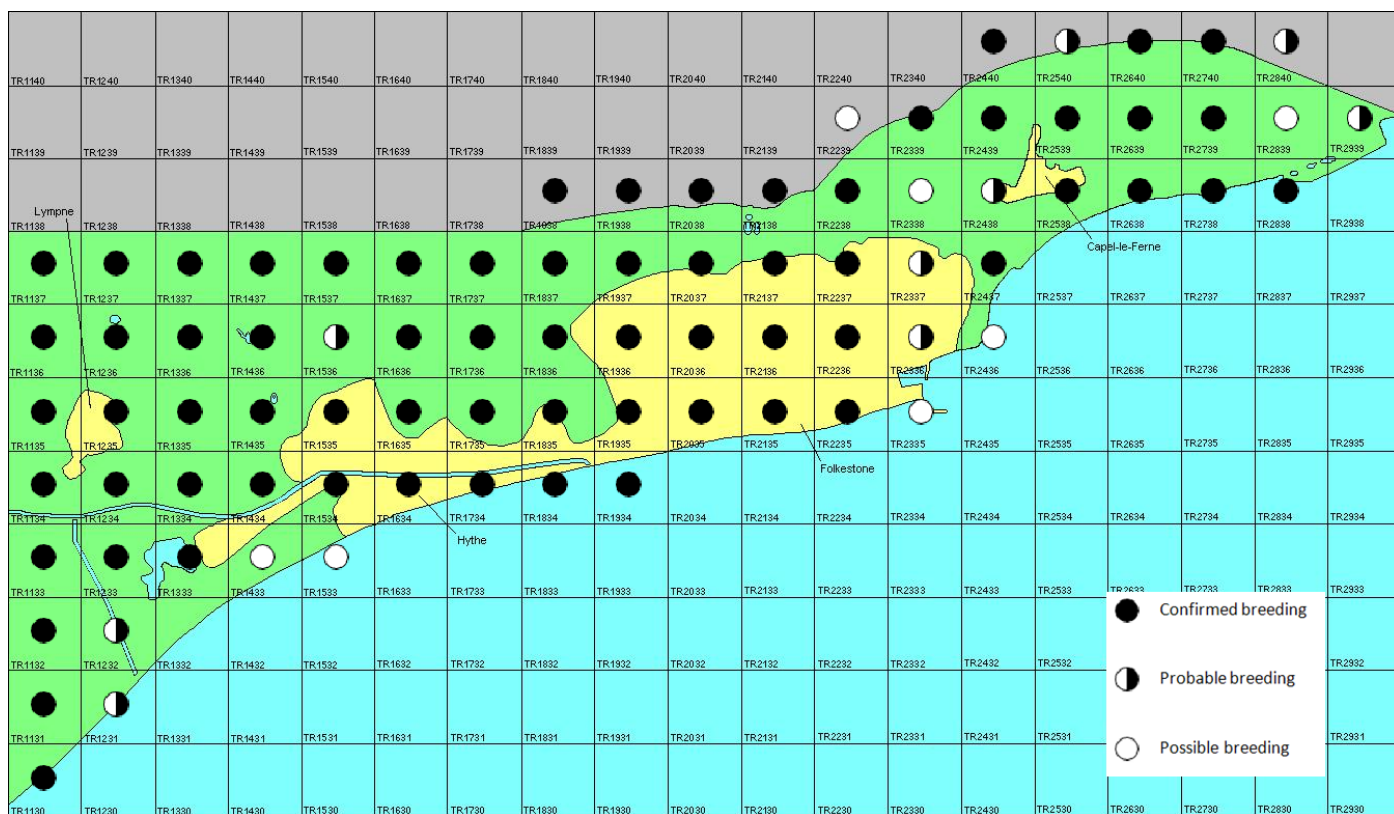 TR1140 TR1240 TR1340 TR1440 TR1540 TR1640 TR1740 TR1840 TR1940 TR2040 TR2140 TR2240 TR2340 TR2440 TR2540 TR2640 TR2740 TR2840
TR1139 TR1239 TR1339 TR1439 TR1539 TR1639 TR1739 TR1839 TR1939 TR2039 TR2139 TR2239 TR2339 TR2439 TR2539 TR2639 TR2739 TR2839 TR2939
Lympne
TR1138 TR1238 TR1338 TR1438 TR1538 TR1638 TR1738 TR4038 TR1938 TR2038 TR2138 TR2238 TR2338 TR2438 TR2538 TR2638 TR2738 TR2838 TR2938
Capel-le-Ferne
TR1137 TR1237 TR1337 TR1437 TR1537 TR1637 TR1737 TR1837 TR1937 TR2037 TR2137 TR2237 TR2337 TR2437 TR2537 TR2637 TR2737 TR2837 TR2937
TR1136 TR1236 TR1336 TR1436 TR1536 TR1636 TR1736 TR1836 TR1936 TR2036 TR2136 TR2236 TR2336 TR2436 TR2536 TR2636 TR2736 TR2836 TR2936
TR1135 TR1235 TR1335 TR1435 TR1535 TR1635 TR1735 TR1835 TR1935 TR2035 TR2135 TR2235 TR2335 TR2435 TR2535 TR2635 TR2735 TR2835 TR2935
Folkestone
TR1134 TR1234 TR1334 TR1434 TR1534 TR1634 TR1734 TR1834 TR1934 TR2034 TR2134 TR2234 TR2334 TR2434 TR2534 TR2634 TR2734 TR2834 TR2934
Hythe
TR1133 TR1233 TR1333 TR1433 TR1533 TR1633 TR1733 TR1833 TR1933 TR2033 TR2133 TR2233 TR2333 TR2433 TR2533 TR2633 TR2733 TR2833 TR2933
Confirmed breeding
TR1132 TR1232 TR1332 TR1432 TR1532 TR1632 TR1732 TR1832 TR1932 TR2032 TR2132 TR2232 TR2332 TR2432 TR2532 TR2932
Probable breeding
TR1131 TR1231 TR1331 TR1431 TR1531 TR1631 TR1731 TR1831 TR1931 TR2031 TR2131 TR2231 TR2331 TR2431 TR2531 TR2931
Possible breeding
TR1130 TR1230 TR1330 TR1430 TR1530 TR1630 TR1730 TR1830 TR1930 TR2030 TR2130 TR2230 TR2330 TR2430 TR2530 TR2630 TR2730 TR2830 TR2930